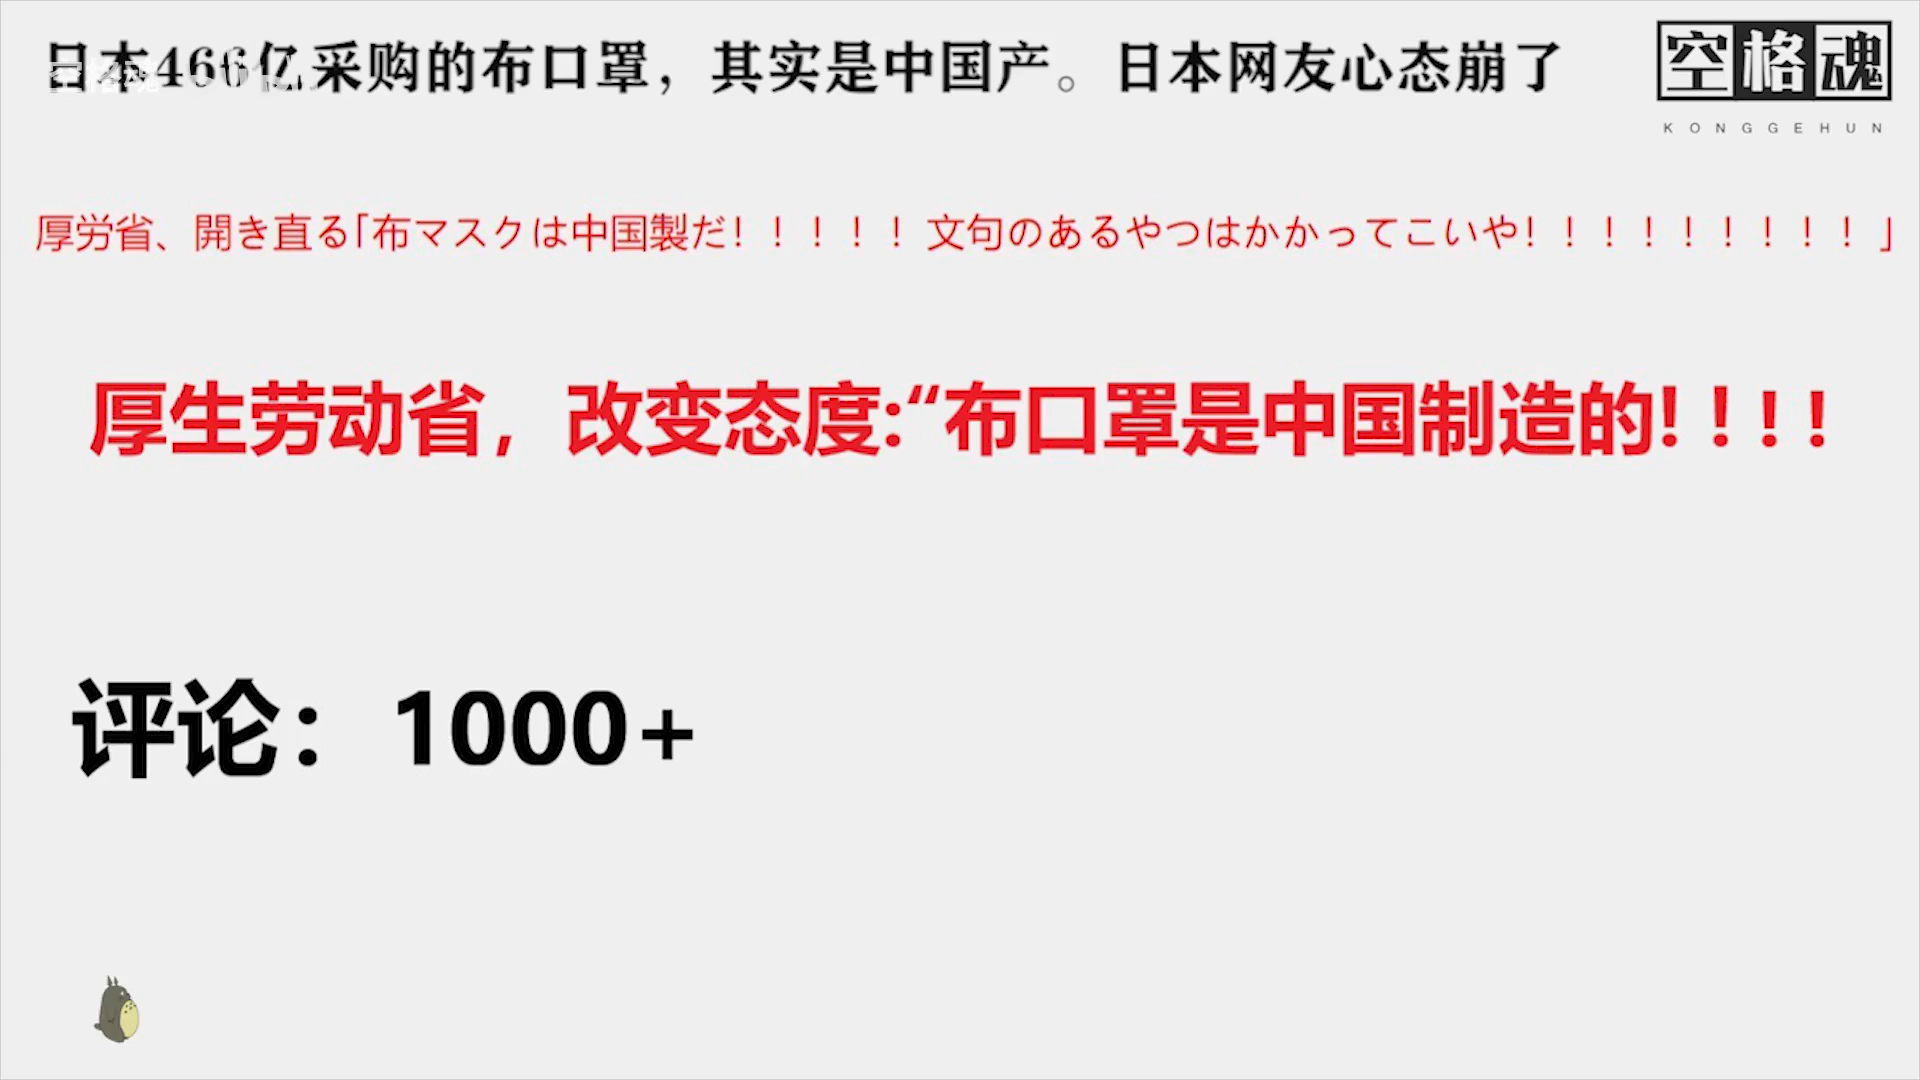 日本466亿采购的布口罩，其实是中国产。日本网友心态崩了
空格魂
KONGGEHUN
厚労省、開き直る「布マスクは中国製だ！！！！！文句のあるやつはかかってこいや！！！！！！！！！」
厚生劳动省，改变态度:“布口罩是中国制造的!!!!
评论：1000+